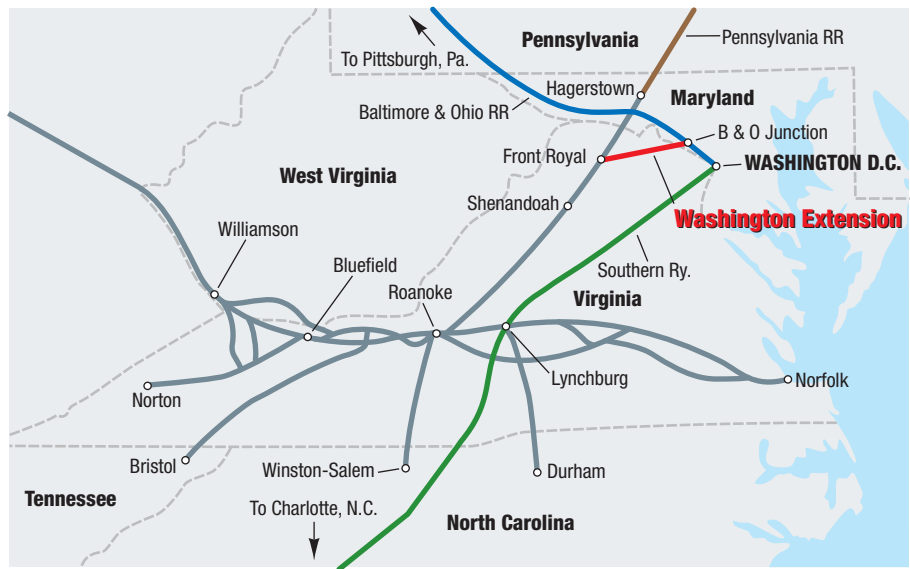 Pennsylvania
Pennsylvania RR
To Pittsburgh, Pa.
Hagerstown
Maryland
Baltimore & Ohio RR
B & O Junction
Front Royal
WASHINGTON D.C.
West Virginia
Shenandoah
Washington Extension
Williamson
Bluefield
Southern Ry.
Roanoke
Virginia
Lynchburg
Norfolk
Norton
Bristol
Winston-Salem
Durham
Tennessee
To Charlotte, N.C.
North Carolina